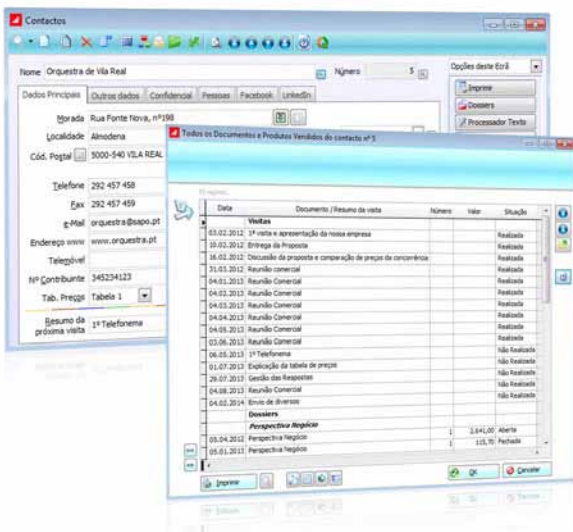 Contactos
Nome Orquestra de Vila Real
Número 5
Opções deste Ecrã
Imprimir
Dossiers
Processador Texto
Dados Principais Outros dados Confidencial Pessoas Facebook LinkedIn
Morada Rua Fonte Nova, nº198
Localidade Almodena
Cód. Postal 5000-540 VILA REAL
Telefone 292 457 458
Fax 292 457 459
e-Mail orquestra@sapo.pt
Endereço www www.orquestra.pt
Telemóvel
Nº Contribuinte 345234123
Tab. Preços Tabela 1
Resumo da próxima visita 1º Telefonema
Todos os Documentos e Produtos Vendidos do contacto nº 5
Data Documento / Resumo da visita Número Valor Situação
Visitas
03.02.2012 1ª visita e apresentação da nossa empresa Realizada
10.02.2012 Entrega da Proposta Realizada
16.02.2012 Discussão da proposta e comparação de preços da concorrência Realizada
31.03.2012 Reunião comercial Realizada
04.01.2013 Reunião Comercial Realizada
04.02.2013 Reunião Comercial Realizada
04.03.2013 Reunião Comercial Realizada
04.04.2013 Reunião Comercial Realizada
04.05.2013 Reunião Comercial Realizada
03.06.2013 Reunião Comercial Realizada
06.05.2013 1º Telefonema Não Realizada
01.07.2013 Explicação da tabela de preços Não Realizada
29.07.2013 Gestão das Respostas Não Realizada
04.08.2013 Reunião Comercial Não Realizada
04.02.2014 Envio de diversos Não Realizada
Dossiers
Perspectiva Negócio
05.04.2012 Perspectiva Negócio 1 2.641,00 Aberta
05.01.2013 Perspectiva Negócio 1 115,70 Fechada
Imprimir
OK
Cancelar